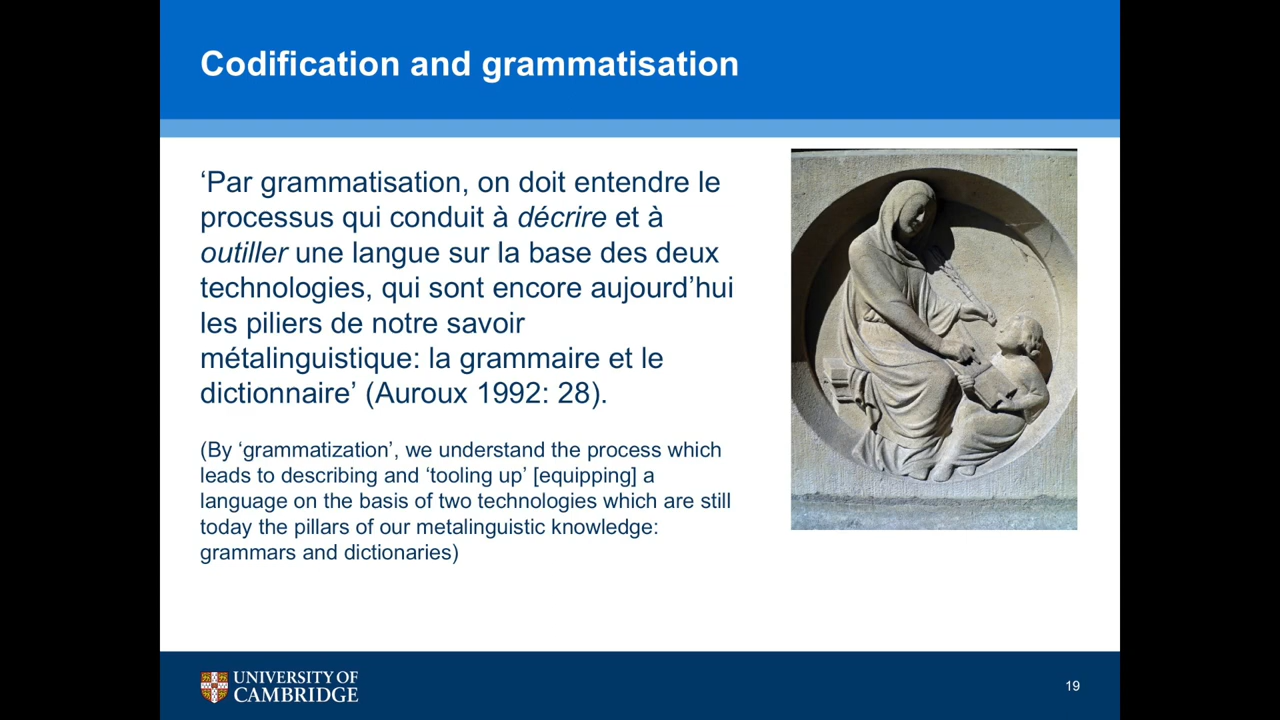 Codification and grammatisation
‘Par grammatisation, on doit entendre le
processus qui conduit à décrire et à
outiller une langue sur la base des deux
technologies, qui sont encore aujourd’hui
les piliers de notre savoir
métalinguistique: la grammaire et le
dictionnaire’ (Auroux 1992: 28).
(By ‘grammatization’, we understand the process which
leads to describing and ‘tooling up’ [equipping] a
language on the basis of two technologies which are still
today the pillars of our metalinguistic knowledge:
grammars and dictionaries)
UNIVERSITY OF
CAMBRIDGE
19